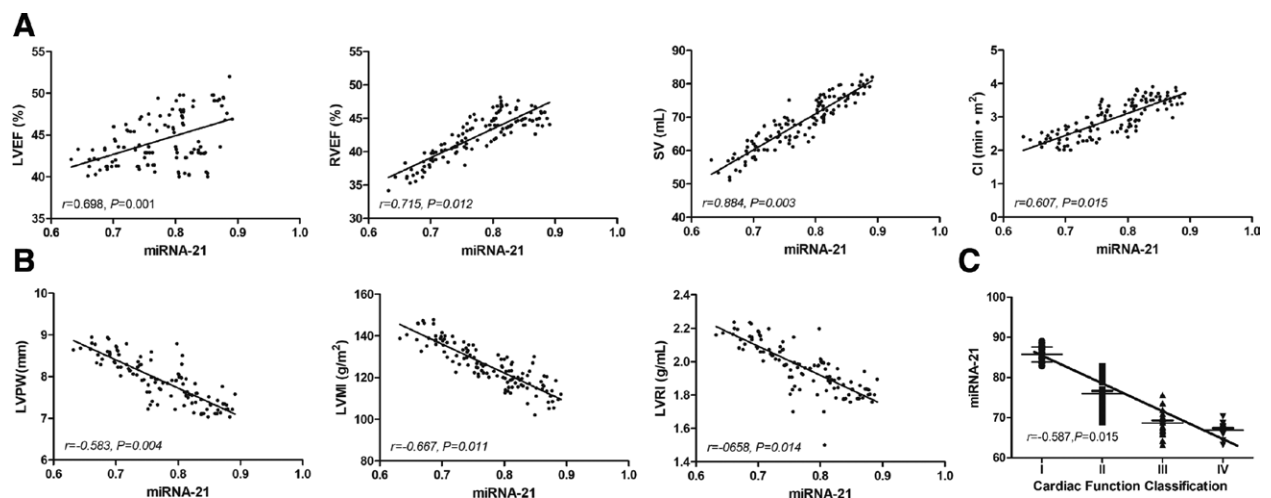 A
55
50
45
40
35
LVEF (%)
r=0.698, P=0.001
0.6 0.7 0.8 0.9 1.0
miRNA-21
55
50
45
40
35
30
RVEF (%)
r=0.715, P=0.012
0.6 0.7 0.8 0.9 1.0
miRNA-21
90
80
70
60
50
40
SV (mL)
r=0.884, P=0.003
0.6 0.7 0.8 0.9 1.0
miRNA-21
5
4
3
2
1
0
CI (min • m²)
r=0.607, P=0.015
0.6 0.7 0.8 0.9 1.0
miRNA-21
B
10
9
8
7
6
LVPW(mm)
r=-0.583, P=0.004
0.6 0.7 0.8 0.9 1.0
miRNA-21
160
140
120
100
80
LVMI (g/m²)
r=-0.667, P=0.011
0.6 0.7 0.8 0.9 1.0
miRNA-21
2.4
2.2
2.0
1.8
1.6
1.4
LVRI (g/mL)
r=-0658, P=0.014
0.6 0.7 0.8 0.9 1.0
miRNA-21
C
100
90
80
70
60
miRNA-21
r=-0.587,P=0.015
I II III IV
Cardiac Function Classification